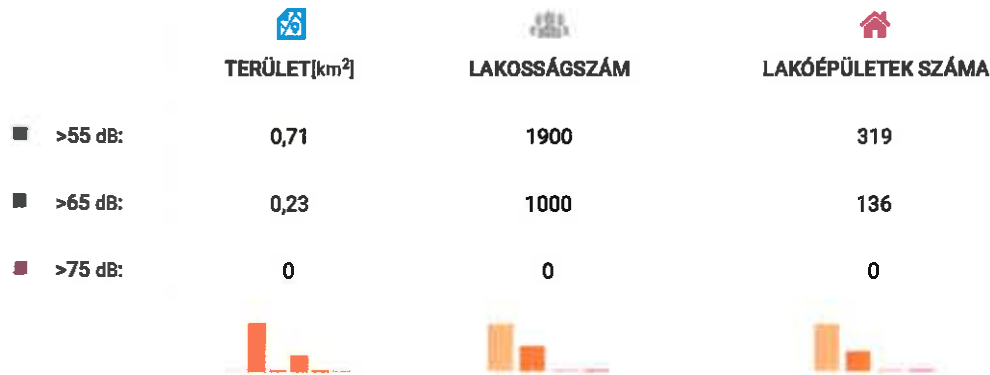 TERÜLET[km²] LAKOSSÁGSZÁM LAKÓÉPÜLETEK SZÁMA
>55 dB: 0,71 1900 319
>65 dB: 0,23 1000 136
>75 dB: 0 0 0